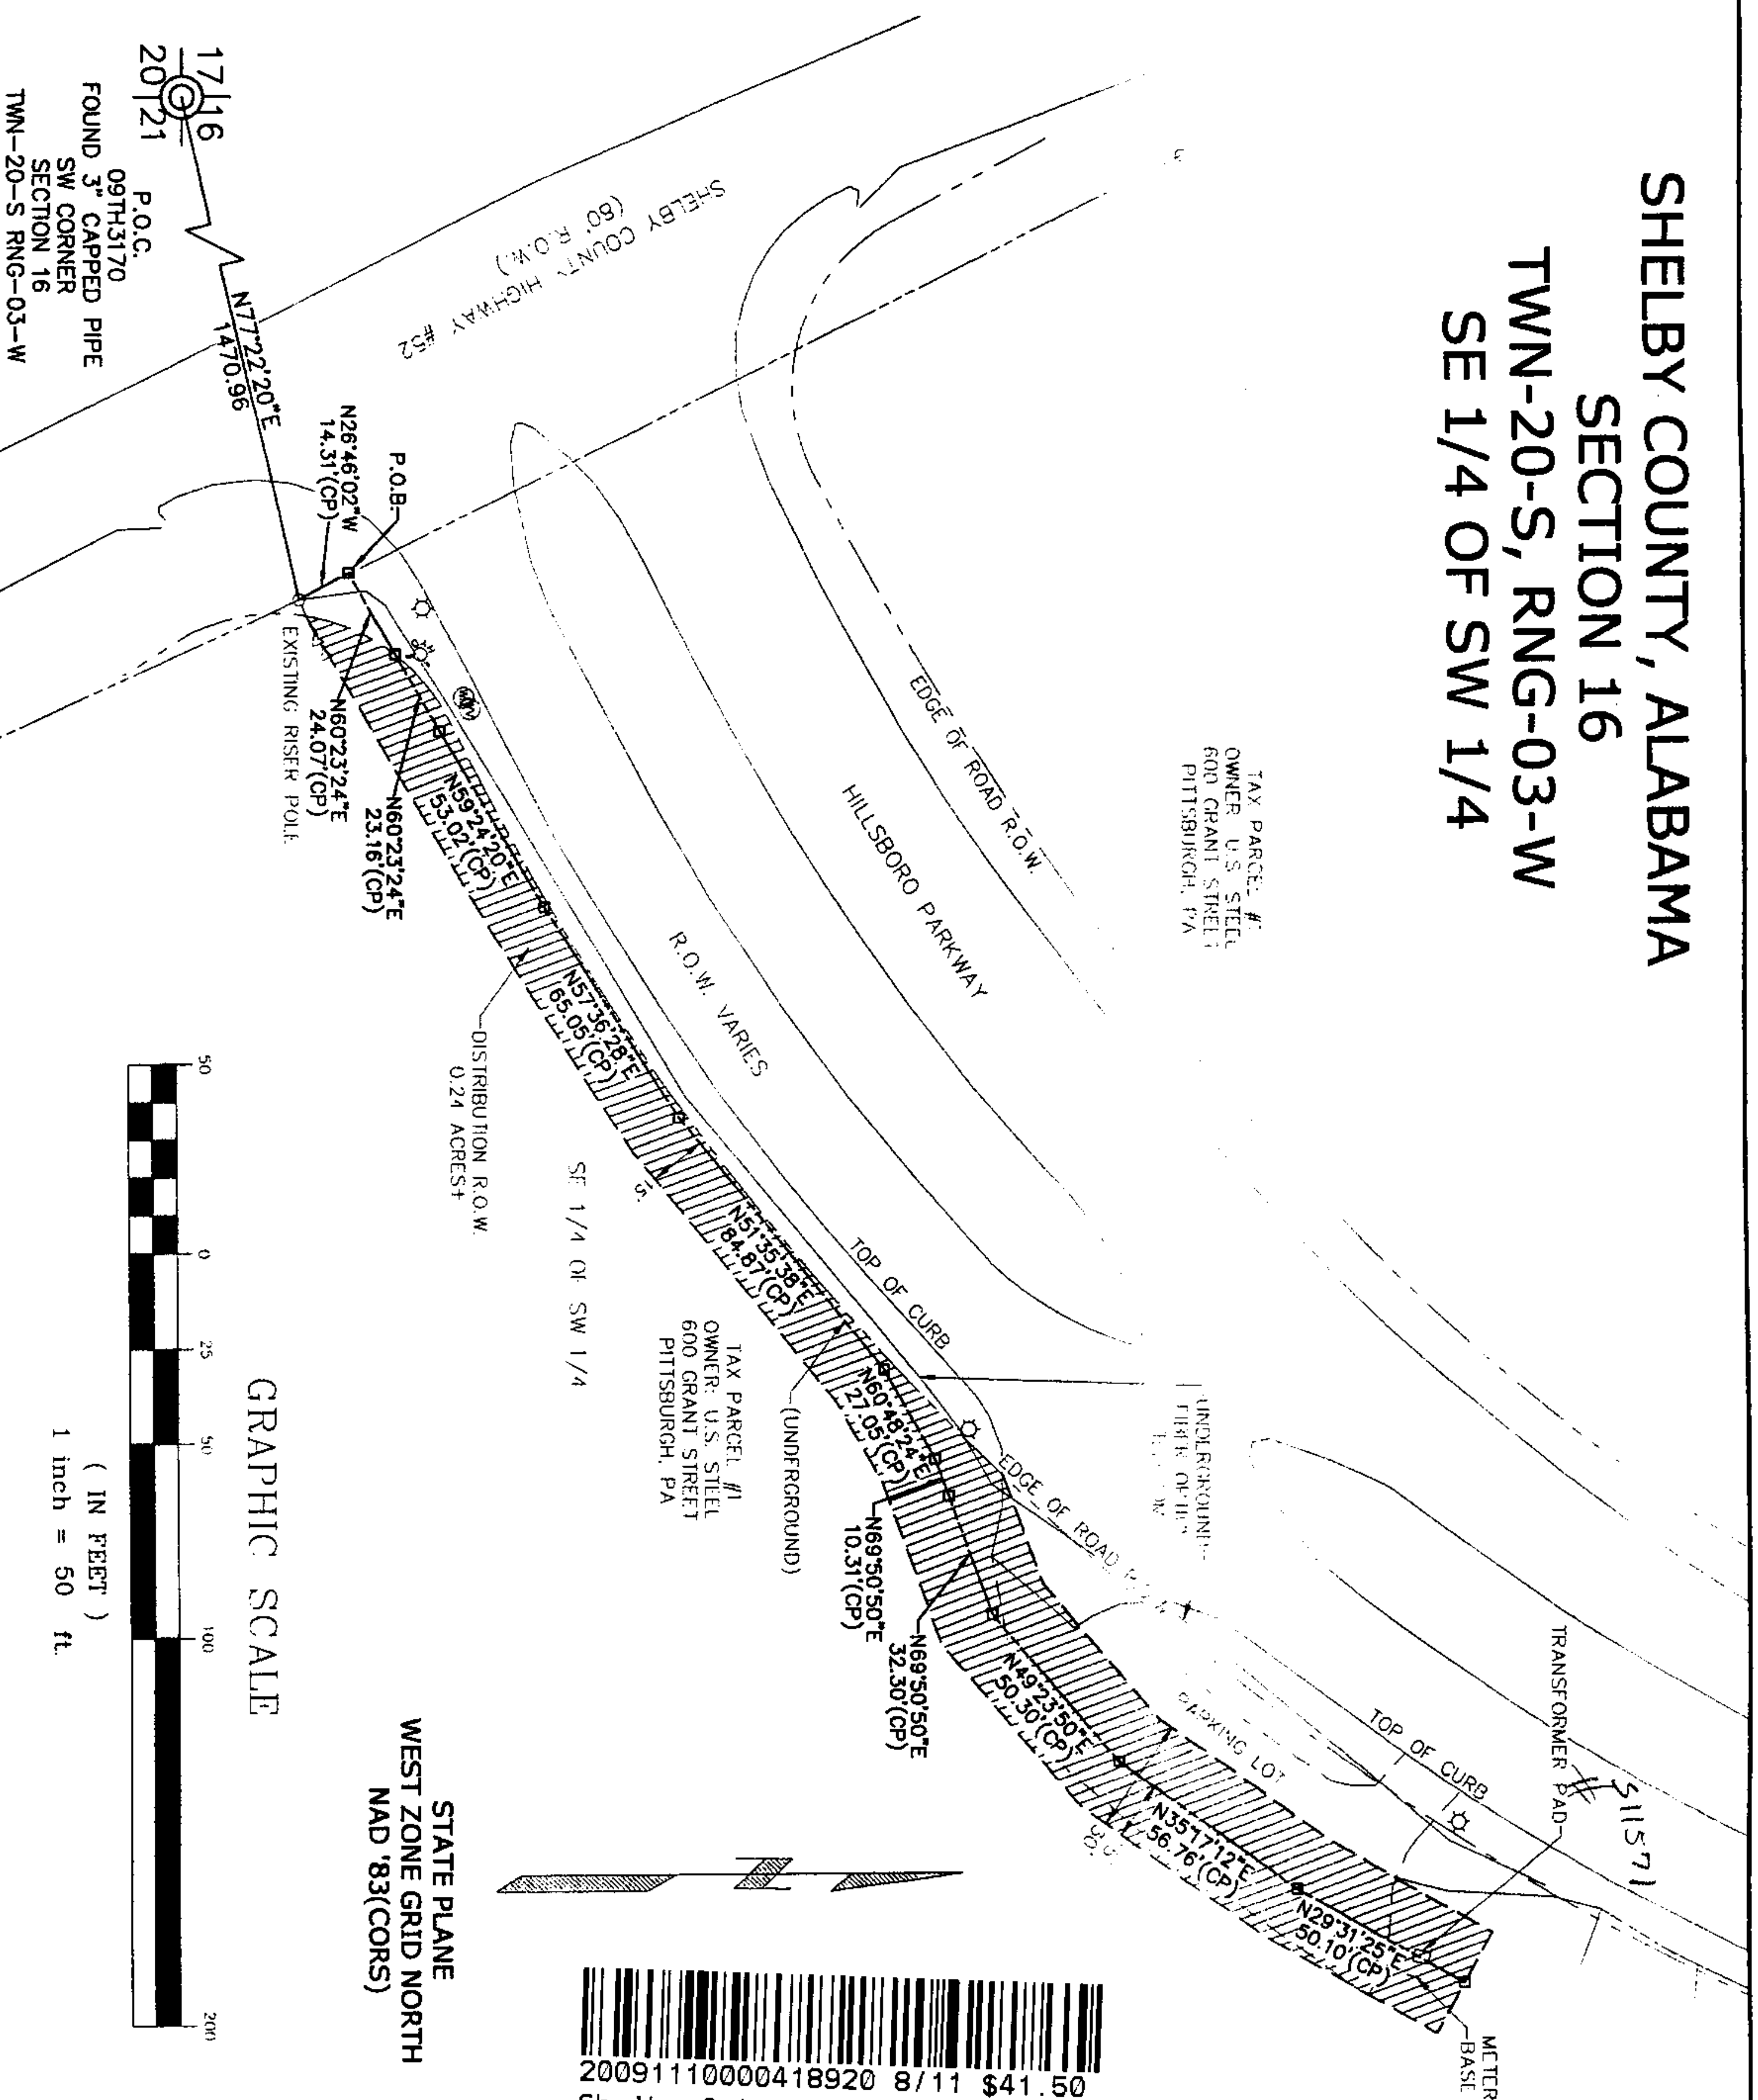 SHELBY COUNTY, ALABAMA
SECTION 16
TWN-20-S, RNG-03-W
SE 1/4 OF SW 1/4
TAX PARCEL #
OWNER U.S. STEEL
600 GRANT STREET
PITTSBURGH, PA
SHELBY COUNTY HIGHWAY #52
(80' R.O.W.)
EDGE OF ROAD R.O.W.
HILLSBORO PARKWAY
R.O.W. VARIES
17 16
20 21
P.O.C.
09TH3170
FOUND 3" CAPPED PIPE
SW CORNER
SECTION 16
TWN-20-S RNG-03-W
N77°22'20"E
1470.96
N26°46'02"W
14.31'(CP)
P.O.B.
EXISTING RISER POLE
N60°23'24"E
24.07'(CP)
N60°23'24"E
23.16'(CP)
N59°24'20"E
53.02'(CP)
N57°36'28"E
65.05'(CP)
DISTRIBUTION R.O.W.
0.24 ACRES±
15'
SE 1/4 OF SW 1/4
N51°35'38"E
84.87'(CP)
TOP OF CURB
(UNDERGROUND)
TAX PARCEL #1
OWNER: U.S. STEEL
600 GRANT STREET
PITTSBURGH, PA
N60°48'24"E
27.05'(CP)
N69°50'50"E
10.31'(CP)
N69°50'50"E
32.30'(CP)
UNDERGROUND
FIBER OPTIC
EDGE OF ROAD R.O.W.
N49°23'50"E
50.30'(CP)
PARKING LOT
30'
N35°17'12"E
56.76'(CP)
TOP OF CURB
TRANSFORMER PAD
# S11571
N29°31'25"E
50.10'(CP)
METER
BASE
STATE PLANE
WEST ZONE GRID NORTH
NAD '83(CORS)
GRAPHIC SCALE
50 0 25 50 100 200
( IN FEET )
1 inch = 50 ft.
20091110000418920 8/11 $41.50